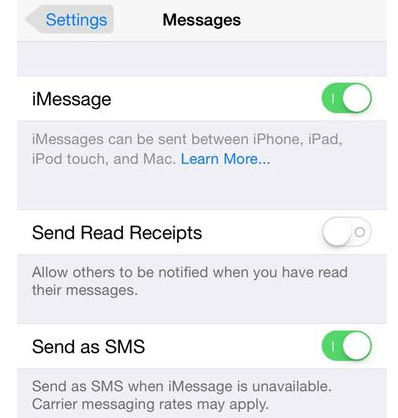 Settings Messages
iMessage
iMessages can be sent between iPhone, iPad,
iPod touch, and Mac. Learn More...
Send Read Receipts
Allow others to be notified when you have read
their messages.
Send as SMS
Send as SMS when iMessage is unavailable.
Carrier messaging rates may apply.